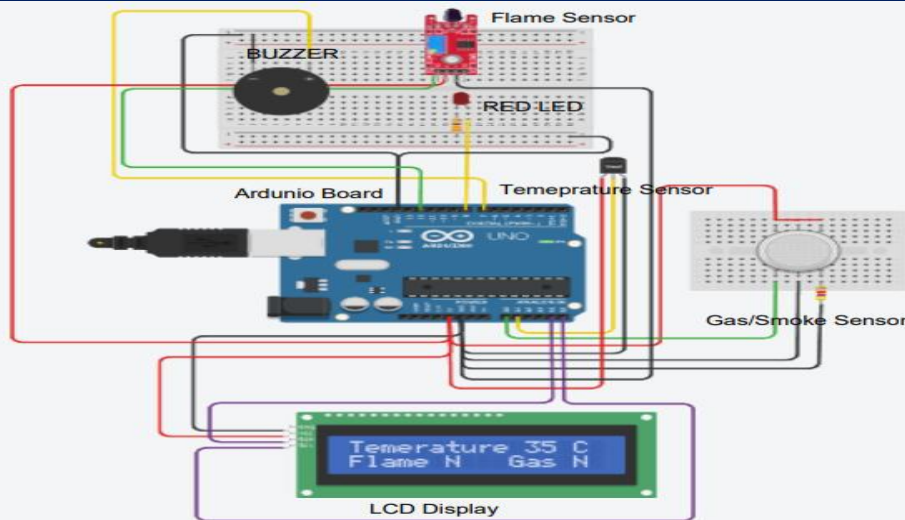 Flame Sensor
BUZZER
RED LED
Ardunio Board
Temeprature Sensor
UNO
Gas/Smoke Sensor
Temerature 35 C
Flame N Gas N
LCD Display